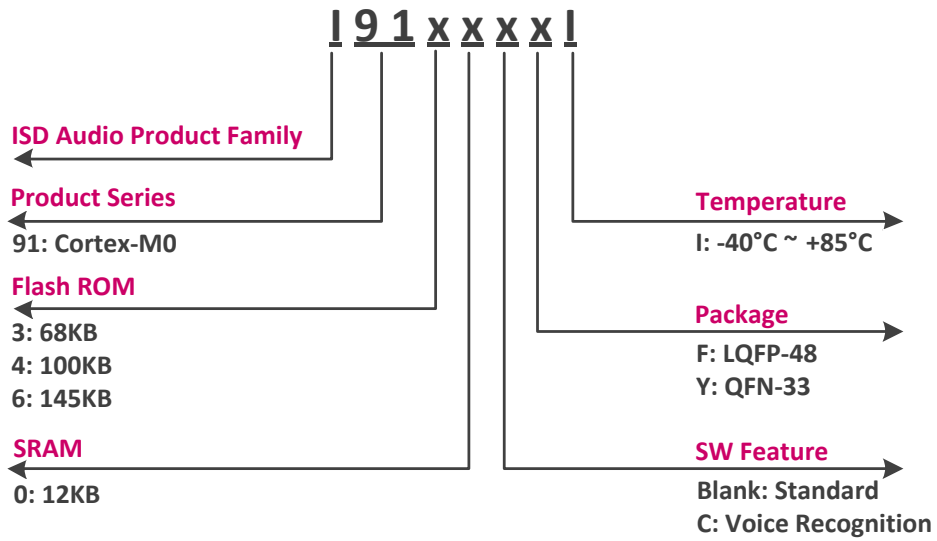 I 9 1 x x x x I
ISD Audio Product Family
Product Series
91: Cortex-M0
Flash ROM
3: 68KB
4: 100KB
6: 145KB
SRAM
0: 12KB
Temperature
I: -40°C ~ +85°C
Package
F: LQFP-48
Y: QFN-33
SW Feature
Blank: Standard
C: Voice Recognition